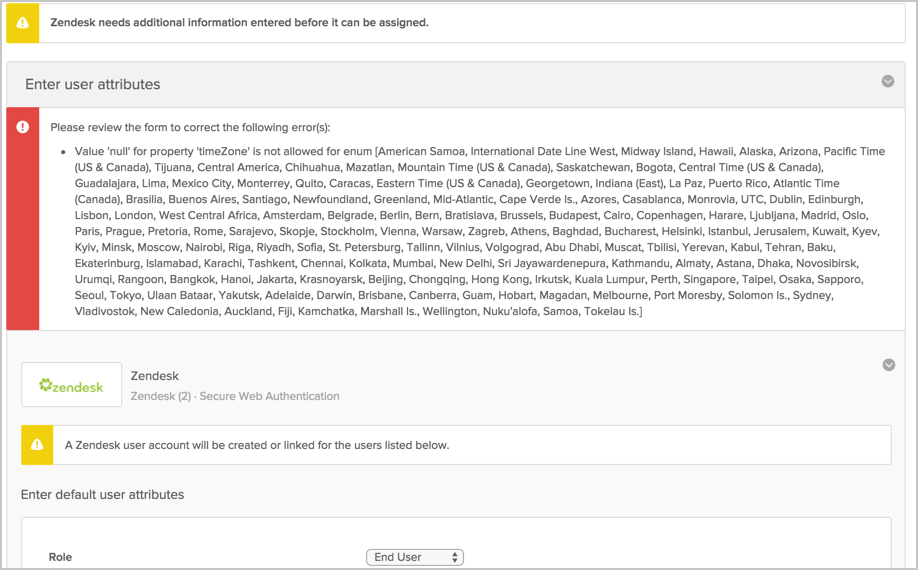 Zendesk needs additional information entered before it can be assigned.
Enter user attributes
Please review the form to correct the following error(s):
• Value 'null' for property 'timeZone' is not allowed for enum [American Samoa, International Date Line West, Midway Island, Hawaii, Alaska, Arizona, Pacific Time
(US & Canada), Tijuana, Central America, Chihuahua, Mazatlan, Mountain Time (US & Canada), Saskatchewan, Bogota, Central Time (US & Canada),
Guadalajara, Lima, Mexico City, Monterrey, Quito, Caracas, Eastern Time (US & Canada), Georgetown, Indiana (East), La Paz, Puerto Rico, Atlantic Time
(Canada), Brasilia, Buenos Aires, Santiago, Newfoundland, Greenland, Mid-Atlantic, Cape Verde Is., Azores, Casablanca, Monrovia, UTC, Dublin, Edinburgh,
Lisbon, London, West Central Africa, Amsterdam, Belgrade, Berlin, Bern, Bratislava, Brussels, Budapest, Cairo, Copenhagen, Harare, Ljubljana, Madrid, Oslo,
Paris, Prague, Pretoria, Rome, Sarajevo, Skopje, Stockholm, Vienna, Warsaw, Zagreb, Athens, Baghdad, Bucharest, Helsinki, Istanbul, Jerusalem, Kuwait, Kyev,
Kyiv, Minsk, Moscow, Nairobi, Riga, Riyadh, Sofia, St. Petersburg, Tallinn, Vilnius, Volgograd, Abu Dhabi, Muscat, Tbilisi, Yerevan, Kabul, Tehran, Baku,
Ekaterinburg, Islamabad, Karachi, Tashkent, Chennai, Kolkata, Mumbai, New Delhi, Sri Jayawardenepura, Kathmandu, Almaty, Astana, Dhaka, Novosibirsk,
Urumqi, Rangoon, Bangkok, Hanoi, Jakarta, Krasnoyarsk, Beijing, Chongqing, Hong Kong, Irkutsk, Kuala Lumpur, Perth, Singapore, Taipei, Osaka, Sapporo,
Seoul, Tokyo, Ulaan Bataar, Yakutsk, Adelaide, Darwin, Brisbane, Canberra, Guam, Hobart, Magadan, Melbourne, Port Moresby, Solomon Is., Sydney,
Vladivostok, New Caledonia, Auckland, Fiji, Kamchatka, Marshall Is., Wellington, Nuku'alofa, Samoa, Tokelau Is.]
zendesk
Zendesk
Zendesk (2) · Secure Web Authentication
A Zendesk user account will be created or linked for the users listed below.
Enter default user attributes
Role End User